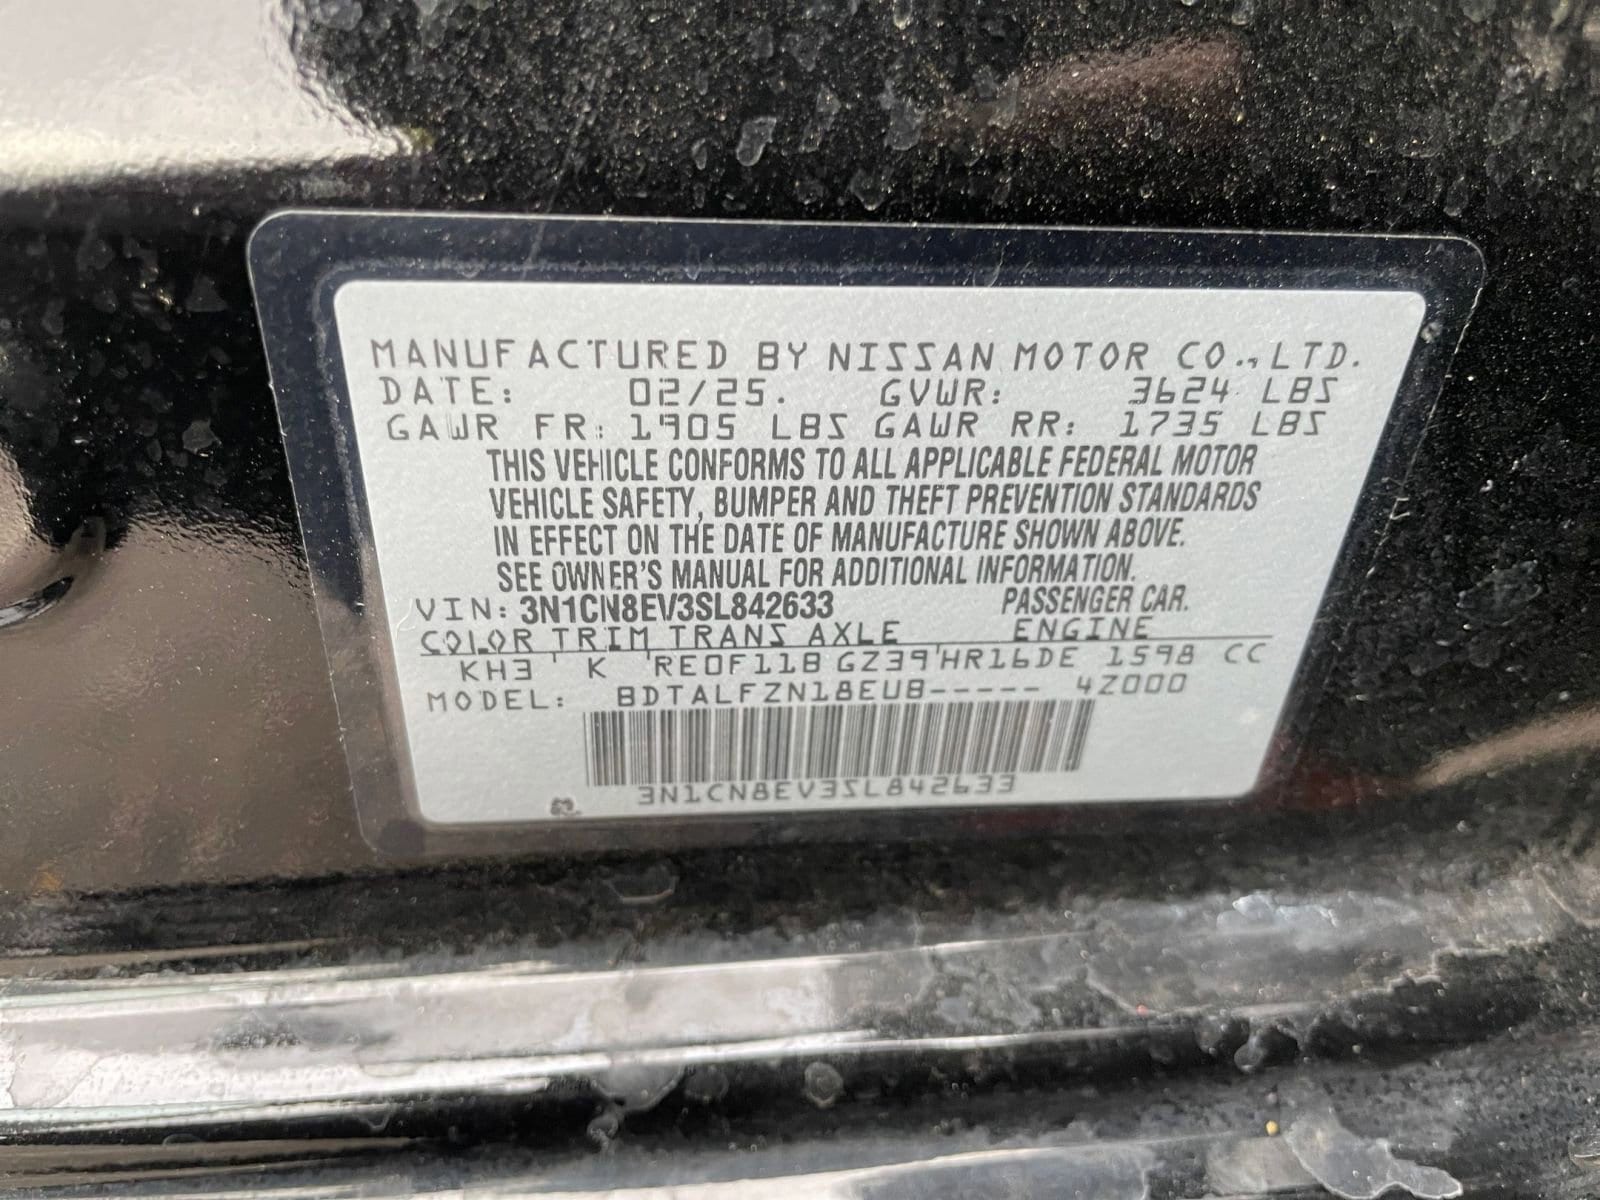 MANUFACTURED BY NISSAN MOTOR CO., LTD.
DATE: 02/25. GVWR: 3624 LBS
GAWR FR: 1905 LBS GAWR RR: 1735 LBS
THIS VEHICLE CONFORMS TO ALL APPLICABLE FEDERAL MOTOR
VEHICLE SAFETY, BUMPER AND THEFT PREVENTION STANDARDS
IN EFFECT ON THE DATE OF MANUFACTURE SHOWN ABOVE.
SEE OWNER'S MANUAL FOR ADDITIONAL INFORMATION.
VIN: 3N1CN8EV3SL842633 PASSENGER CAR.
COLOR TRIM TRANS AXLE ENGINE
KH3 K RE0F11B GZ39 HR16DE 1598 CC
MODEL: BDTALFZN18EUB----- 4Z000
3N1CN8EV3SL842633